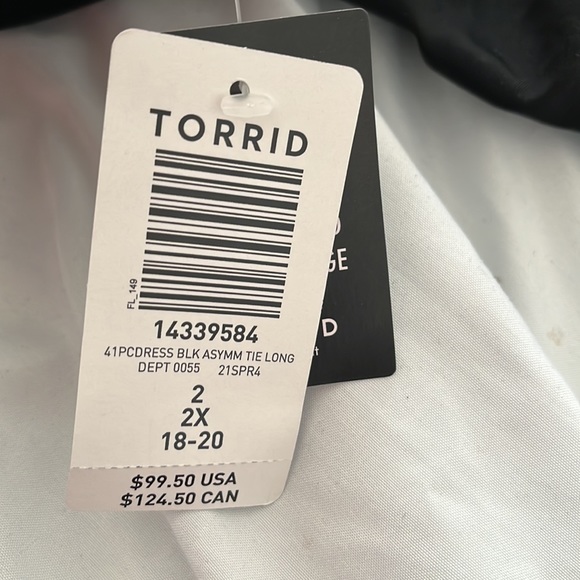 TORRID
FL_149
14339584
41PCDRESS BLK ASYMM TIE LONG
DEPT 0055 21SPR4
2
2X
18-20
$99.50 USA
$124.50 CAN
GE
D